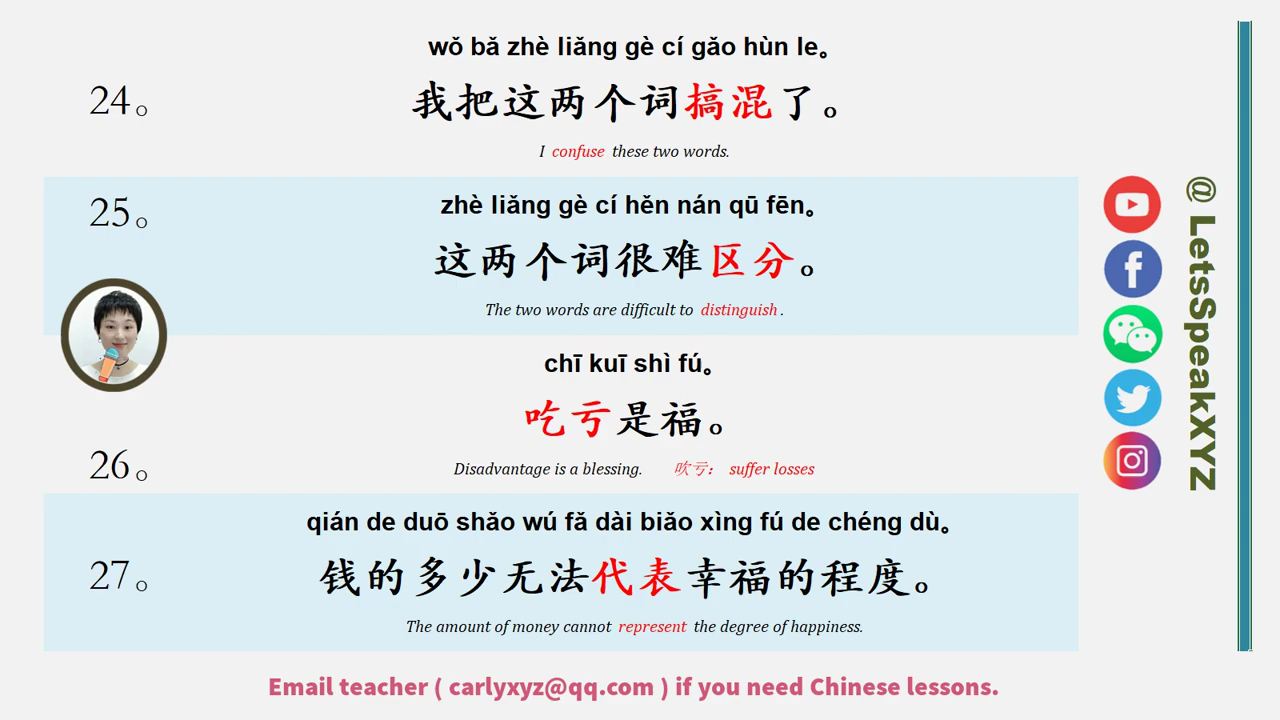 wǒ bǎ zhè liǎng gè cí gǎo hùn le。
24。
我把这两个词搞混了。
I confuse these two words.
25。
zhè liǎng gè cí hěn nán qū fēn。
这两个词很难区分。
The two words are difficult to distinguish.
chī kuī shì fú。
吃亏是福。
26。
Disadvantage is a blessing. 吹亏： suffer losses
qián de duō shǎo wú fǎ dài biǎo xìng fú de chéng dù。
27。
钱的多少无法代表幸福的程度。
The amount of money cannot represent the degree of happiness.
@ LetsSpeakXYZ
Email teacher ( carlyxyz@qq.com ) if you need Chinese lessons.